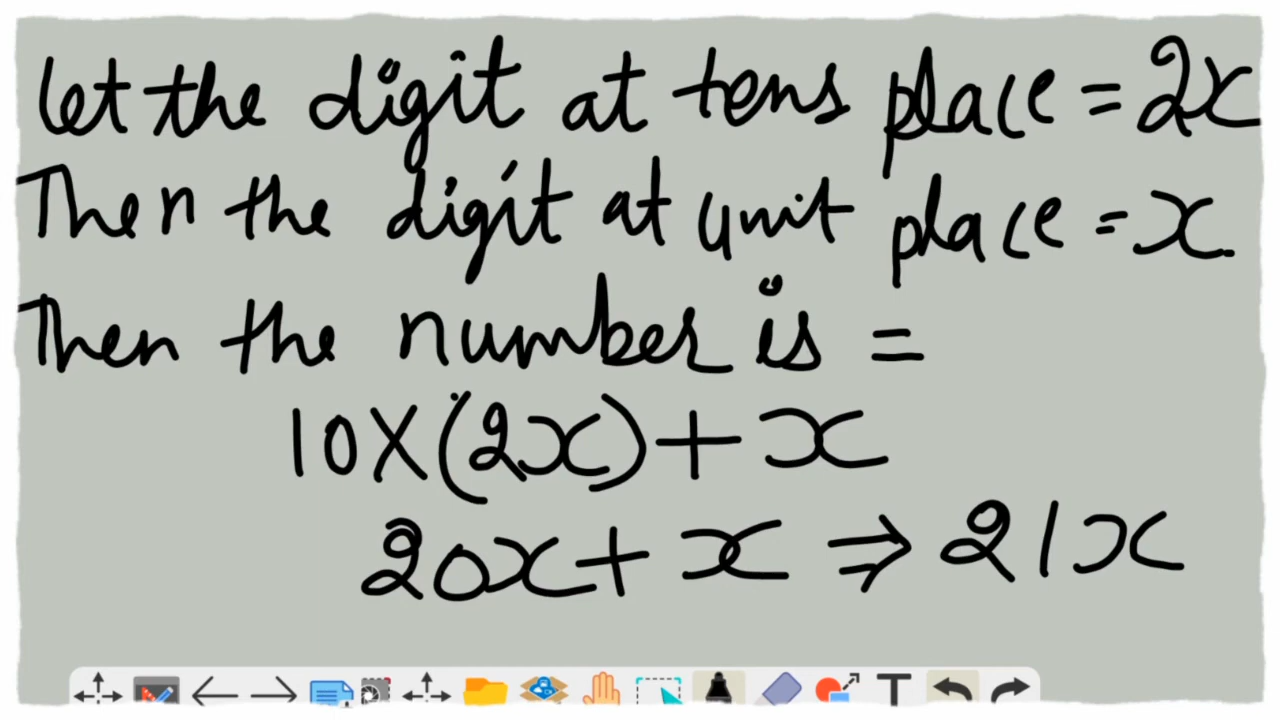 Let the digit at tens place = 2x
Then the digit at unit place = x.
Then the number is =
10×(2x)+x
20x+x ⇒ 21x
T